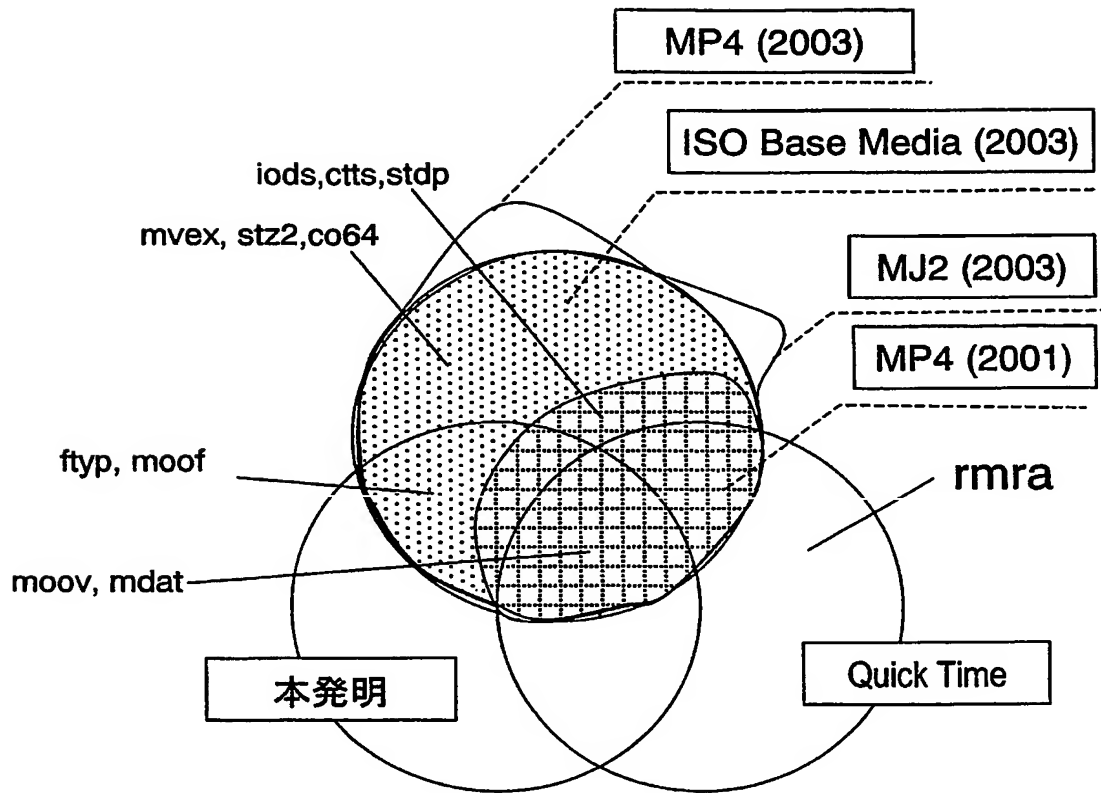 MP4 (2003)
ISO Base Media (2003)
iods,ctts,stdp
mvex, stz2,co64
MJ2 (2003)
MP4 (2001)
ftyp, moof
rmra
moov, mdat
本発明
Quick Time